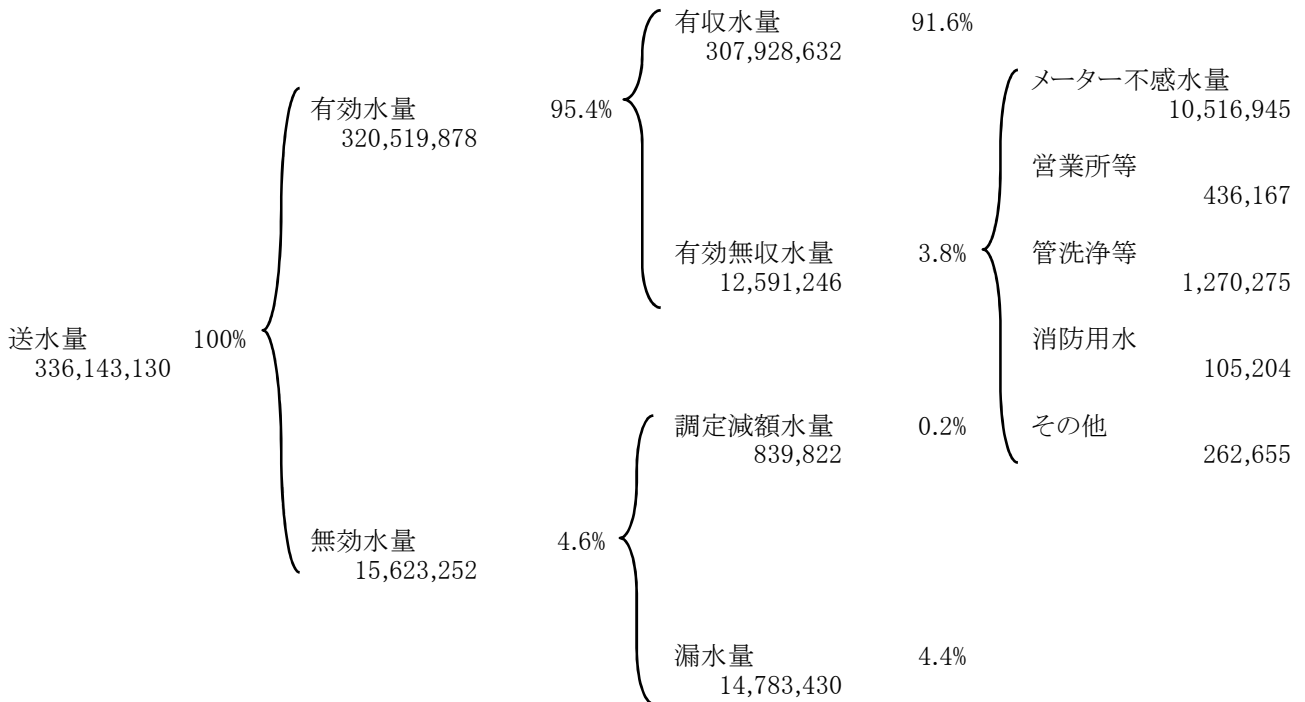 有収水量 91.6%
307,928,632
メーター不感水量
10,516,945
有効水量 95.4%
320,519,878
営業所等
436,167
有効無収水量 3.8%
12,591,246
管洗浄等
1,270,275
送水量 100%
336,143,130
消防用水
105,204
調定減額水量 0.2%
839,822
その他
262,655
無効水量 4.6%
15,623,252
漏水量 4.4%
14,783,430